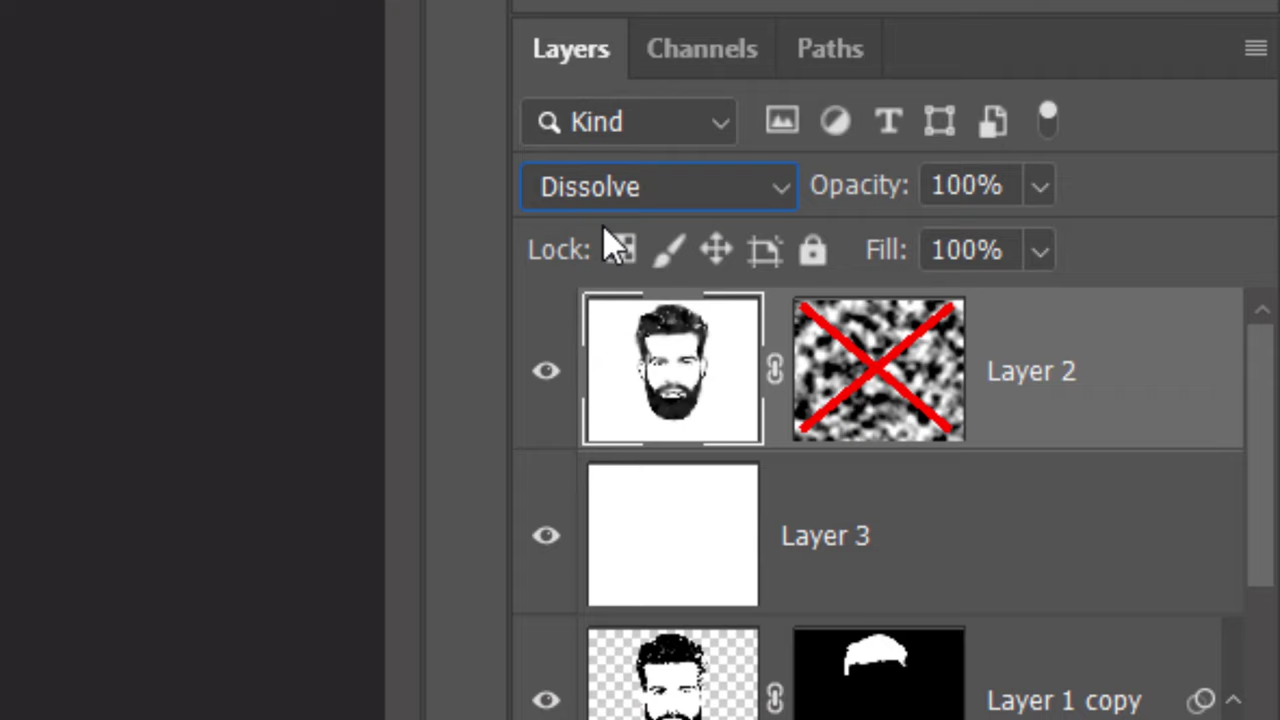 Layers Channels Paths
Kind
Dissolve Opacity: 100%
Lock: Fill: 100%
Layer 2
Layer 3
Layer 1 copy